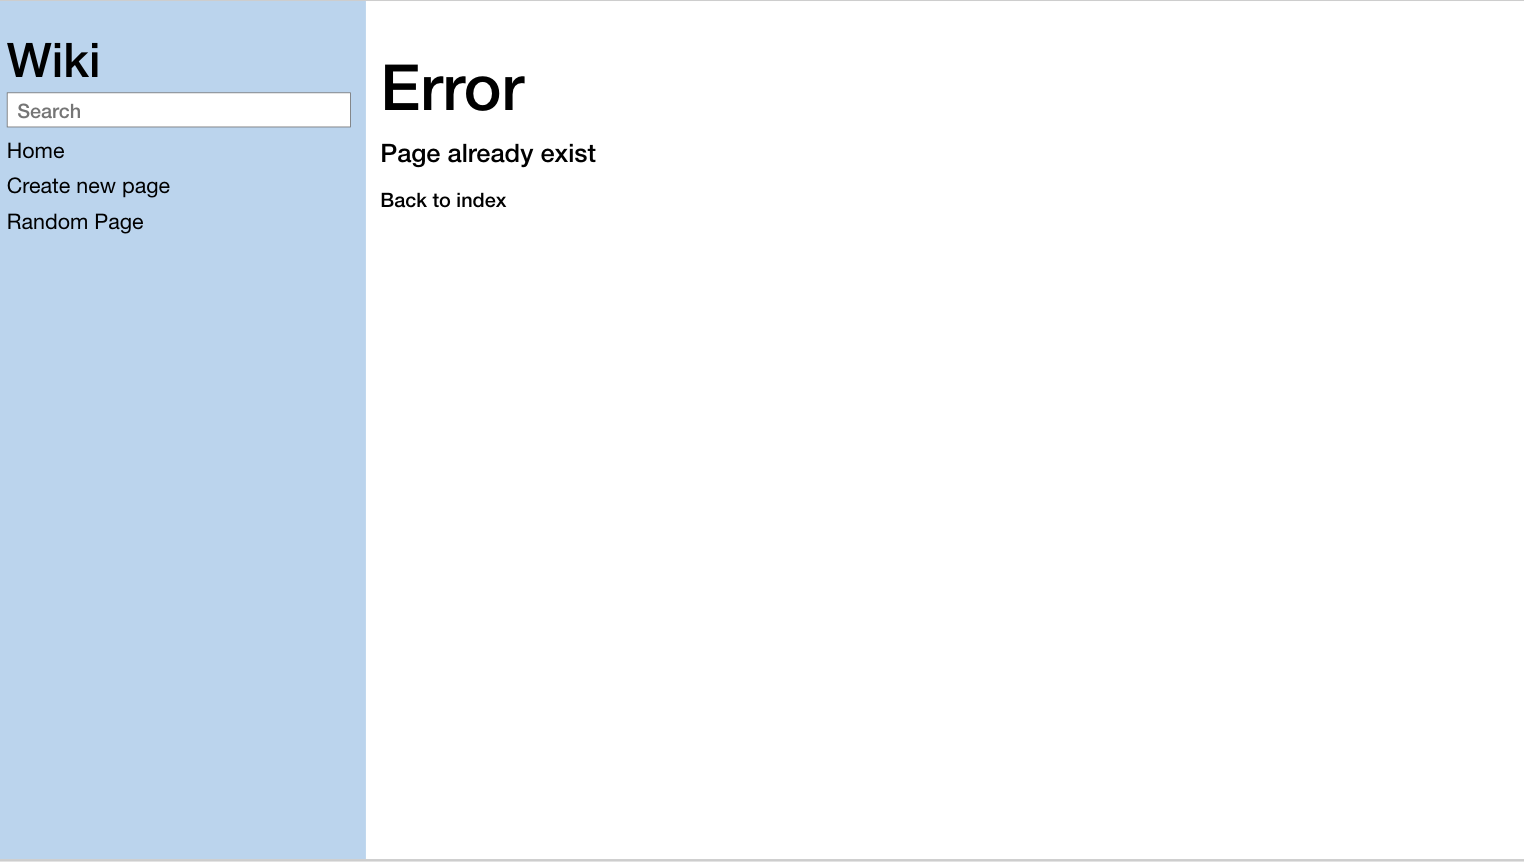 Wiki
Search
Home
Create new page
Random Page
Error
Page already exist
Back to index